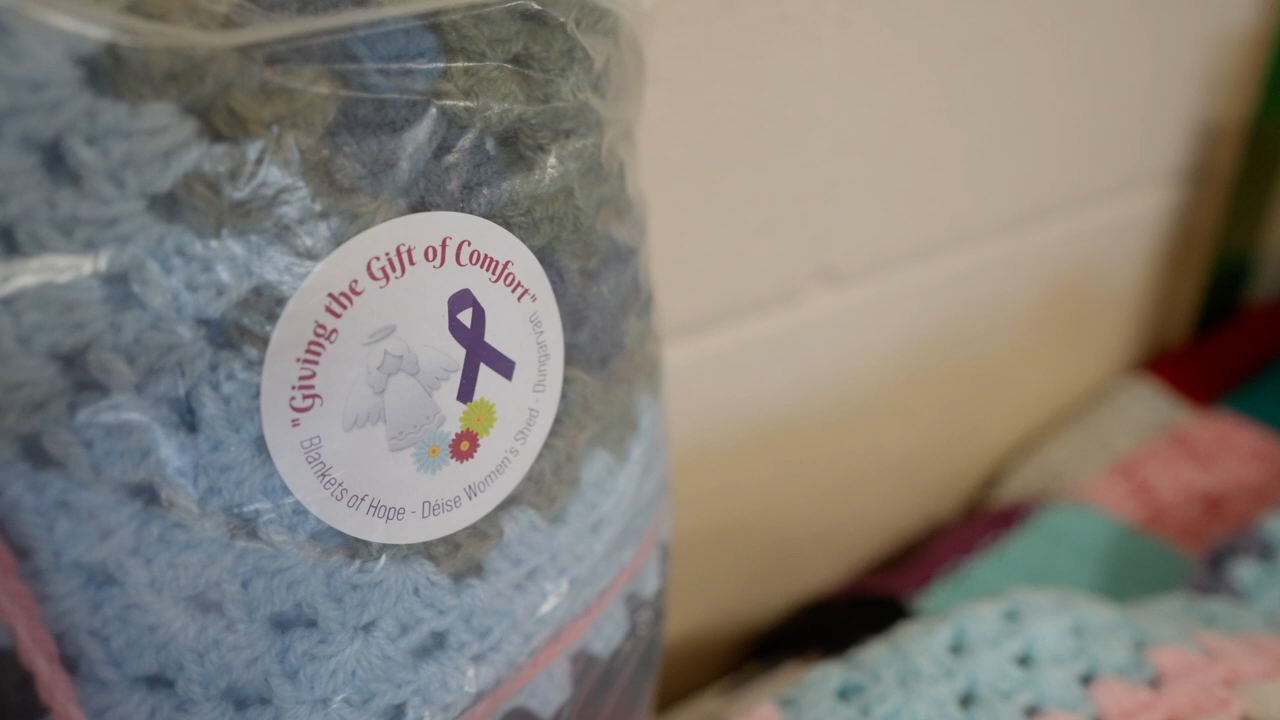 "Giving the Gift of Comfort"
Blankets of Hope - Déise Women's Shed - Dungarvan